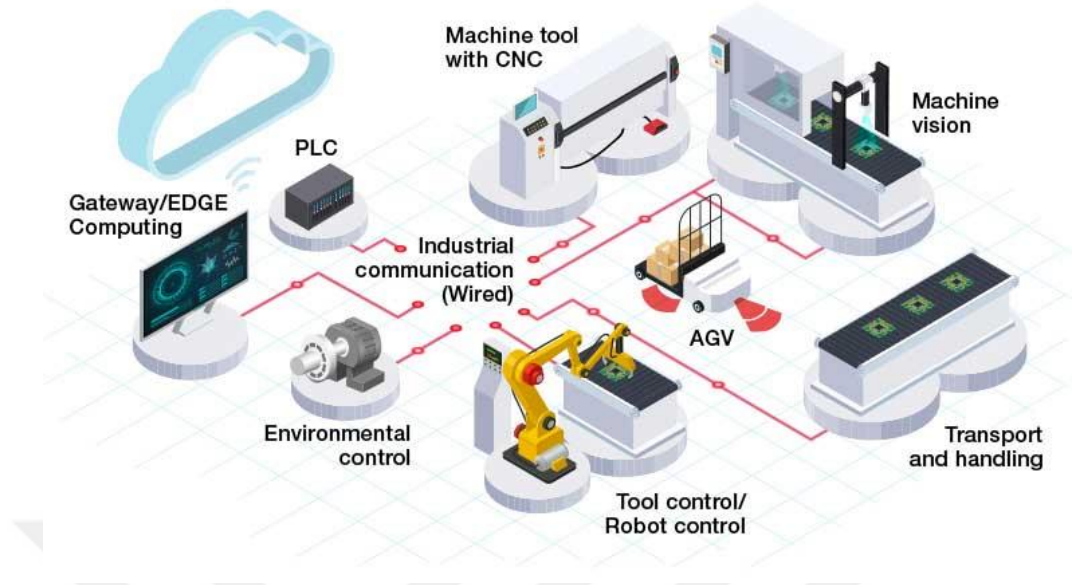 Machine tool
with CNC
Machine
vision
PLC
Gateway/EDGE
Computing
Industrial
communication
(Wired)
AGV
Environmental
control
Transport
and handling
Tool control/
Robot control